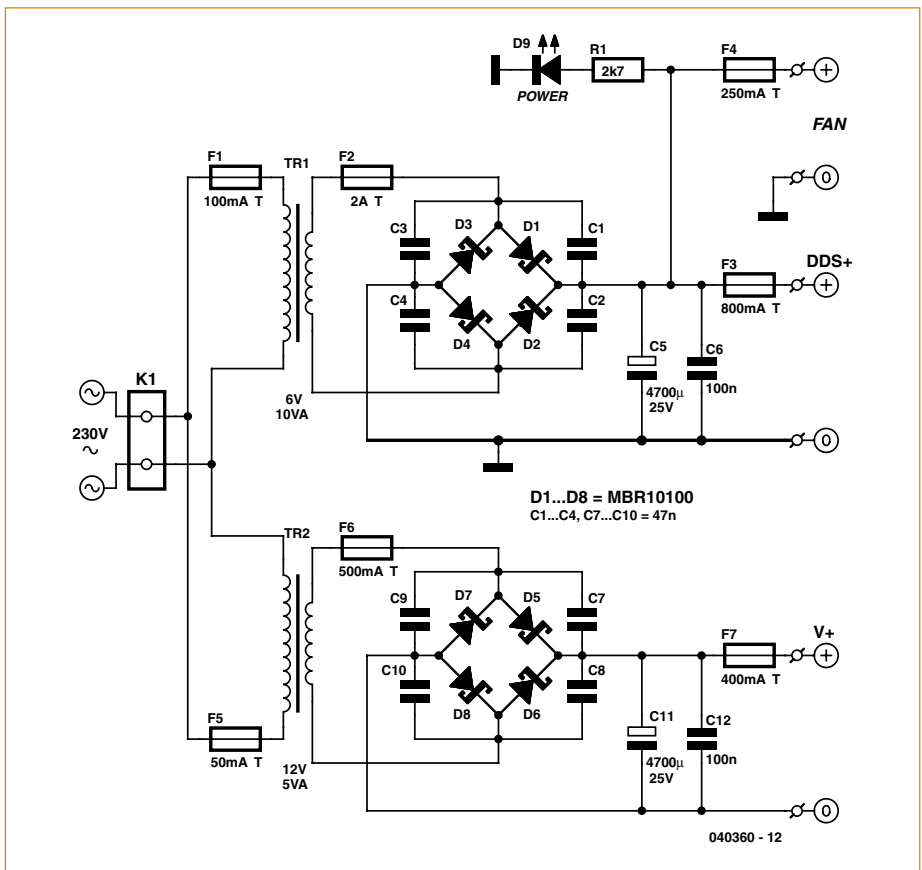 D9
R1
2k7
POWER
F4
250mA T
+
FAN
0
F1
100mA T
TR1
F2
2A T
C3
D3
D1
C1
C4
D4
D2
C2
DDS+
F3
800mA T
+
C5
4700µ
25V
C6
100n
6V
10VA
K1
230V
~
0
D1...D8 = MBR10100
C1...C4, C7...C10 = 47n
TR2
F6
500mA T
C9
D7
D5
C7
C10
D8
D6
C8
V+
F7
400mA T
+
C11
4700µ
25V
C12
100n
F5
50mA T
12V
5VA
0
040360 - 12